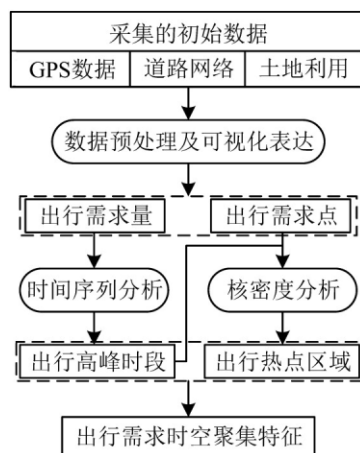 采集的初始数据
GPS数据 道路网络 土地利用
数据预处理及可视化表达
出行需求量 出行需求点
时间序列分析 核密度分析
出行高峰时段 出行热点区域
出行需求时空聚集特征